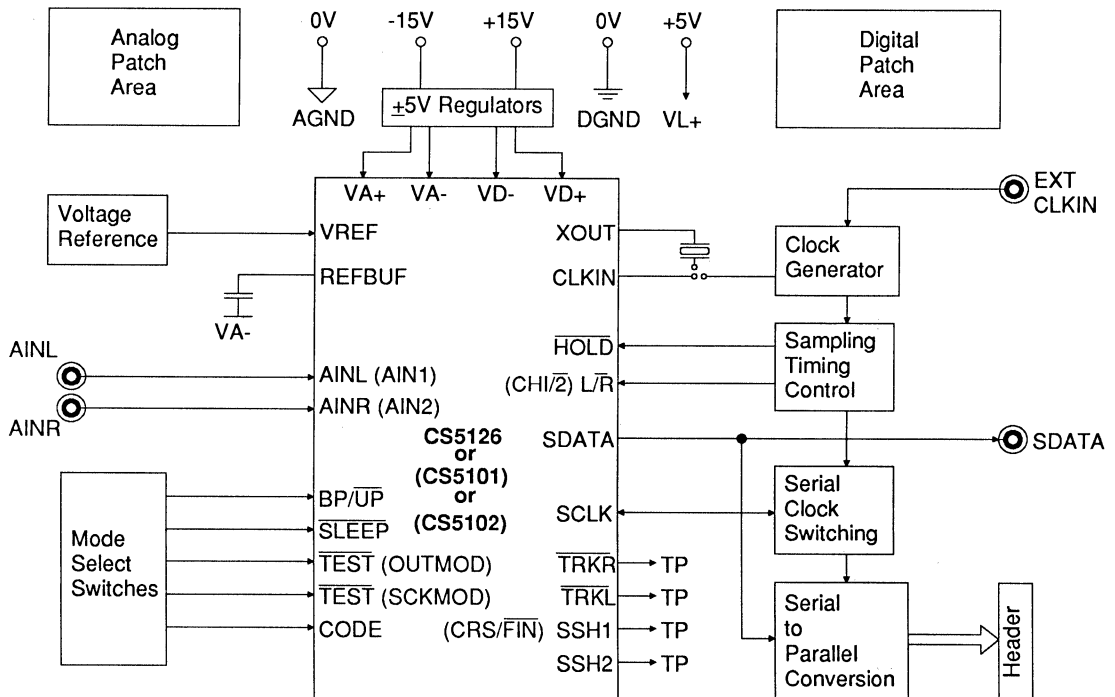 Analog
Patch
Area
0V
-15V
+15V
0V
+5V
Digital
Patch
Area
AGND
±5V Regulators
DGND
VL+
VA+
VA-
VD-
VD+
EXT
CLKIN
Voltage
Reference
VREF
XOUT
Clock
Generator
REFBUF
CLKIN
VA-
HOLD
Sampling
Timing
Control
AINL
AINL (AIN1)
(CHI/2) L/R
AINR (AIN2)
AINR
CS5126
or
(CS5101)
or
(CS5102)
SDATA
SDATA
Mode
Select
Switches
BP/UP
SLEEP
TEST (OUTMOD)
TEST (SCKMOD)
CODE
SCLK
Serial
Clock
Switching
TRKR
TP
TRKL
TP
(CRS/FIN) SSH1
TP
SSH2
TP
Serial
to
Parallel
Conversion
Header